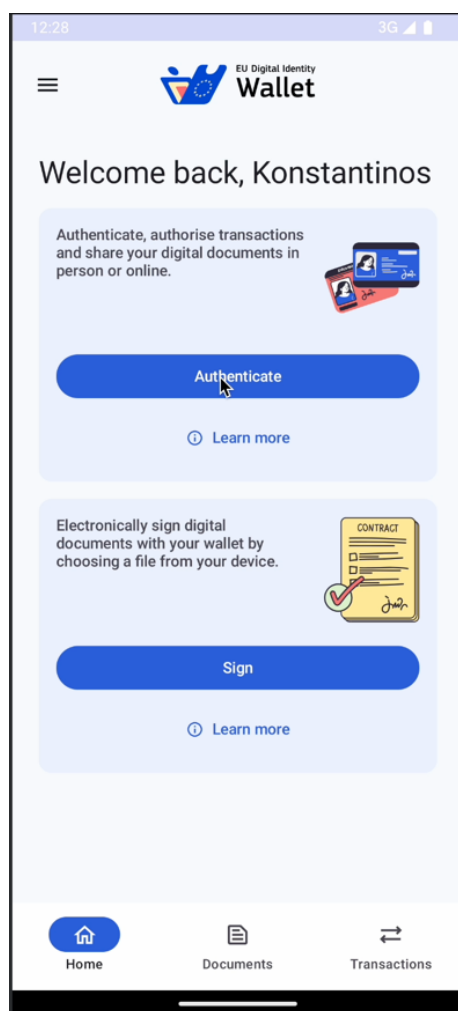 12:28
3G
EU Digital Identity
Wallet
Welcome back, Konstantinos
Authenticate, authorise transactions
and share your digital documents in
person or online.
Authenticate
Learn more
Electronically sign digital
documents with your wallet by
choosing a file from your device.
CONTRACT
Sign
Learn more
Home
Documents
Transactions